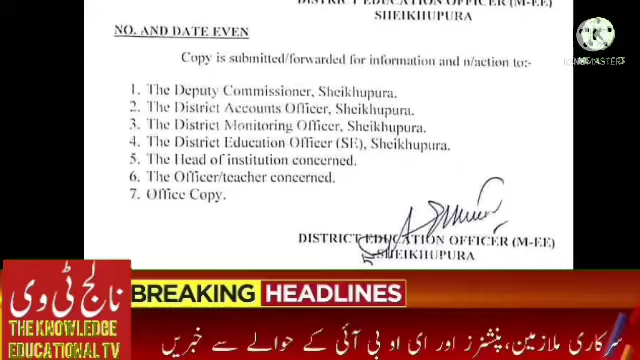 DISTRICT EDUCATION OFFICER (M-EE)
SHEIKHUPURA
NO. AND DATE EVEN
Copy is submitted/forwarded for information and n/action to:-
1. The Deputy Commissioner, Sheikhupura.
2. The District Accounts Officer, Sheikhupura.
3. The District Monitoring Officer, Sheikhupura.
4. The District Education Officer (SE), Sheikhupura.
5. The Head of institution concerned.
6. The Officer/teacher concerned.
7. Office Copy.
DISTRICT EDUCATION OFFICER (M-EE)
SHEIKHUPURA
KINEMASTER
نالج ٹی وی
THE KNOWLEDGE
EDUCATIONAL TV
BREAKING HEADLINES
سرکاری ملازمین، پنشنرز اور ای او بی آئی کے حوالے سے خبریں